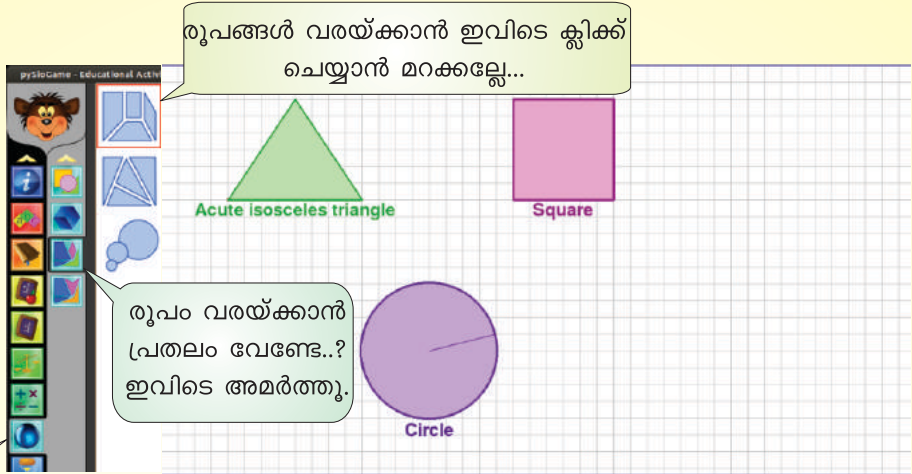 രൂപങ്ങൾ വരയ്ക്കാൻ ഇവിടെ ക്ലിക്ക്
ചെയ്യാൻ മറക്കല്ലേ...
pySioGame - Educational Activi
Acute isosceles triangle
Square
രൂപം വരയ്ക്കാൻ
പ്രതലം വേണ്ടേ..?
ഇവിടെ അമർത്തൂ.
Circle